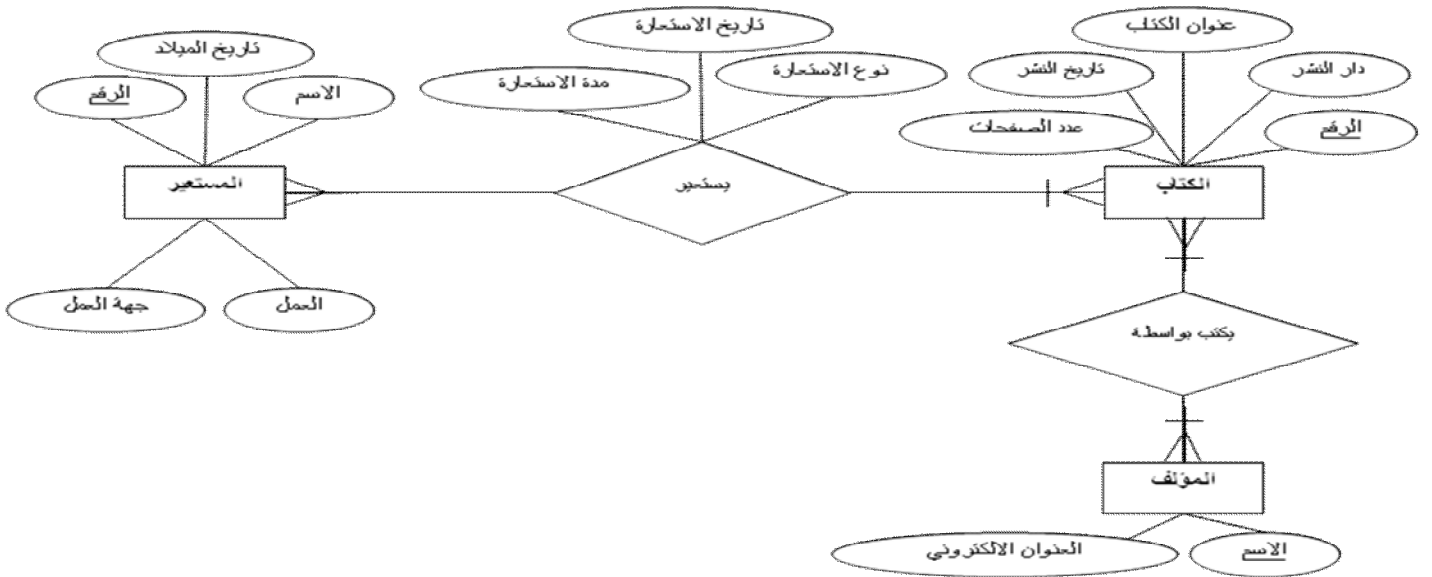 عنوان الكتاب
تاريخ الاستعارة
تاريخ الميلاد
دار النشر
تاريخ النشر
نوع الاستعارة
مدة الاستعارة
الاسم
الرقم
الرقم
عدد الصفحات
الكتاب
يستعير
المستعير
العمل
جهة العمل
يكتب بواسطة
المؤلف
الاسم
العنوان الالكتروني